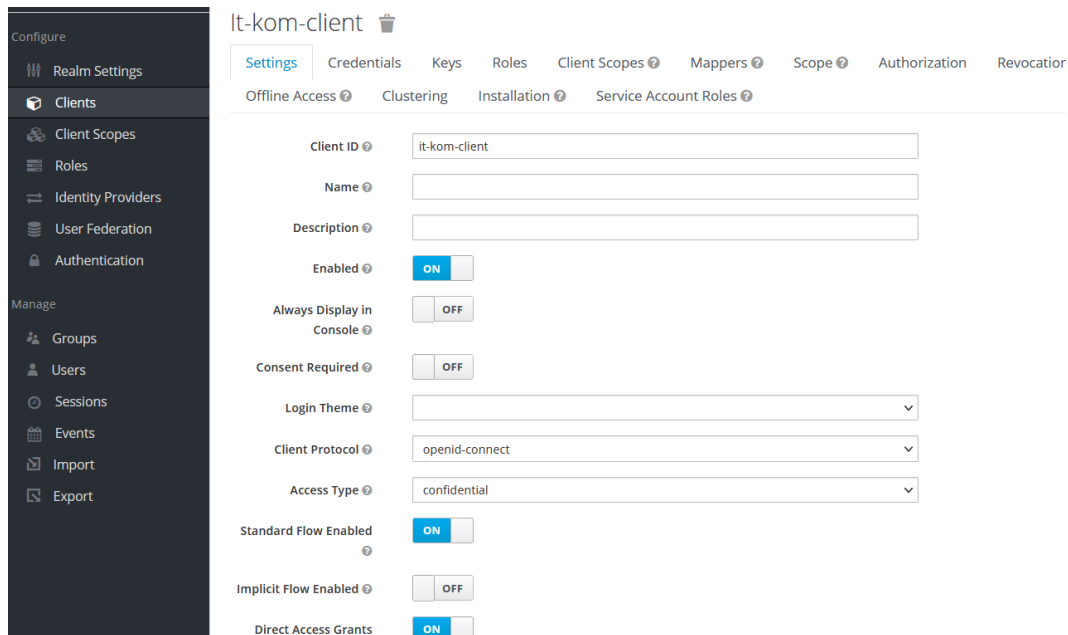 Configure
Realm Settings
Clients
Client Scopes
Roles
Identity Providers
User Federation
Authentication
Manage
Groups
Users
Sessions
Events
Import
Export
It-kom-client
Settings Credentials Keys Roles Client Scopes Mappers Scope Authorization Revocation
Offline Access Clustering Installation Service Account Roles
Client ID it-kom-client
Name
Description
Enabled ON
Always Display in OFF
Console
Consent Required OFF
Login Theme
Client Protocol openid-connect
Access Type confidential
Standard Flow Enabled ON
Implicit Flow Enabled OFF
Direct Access Grants ON